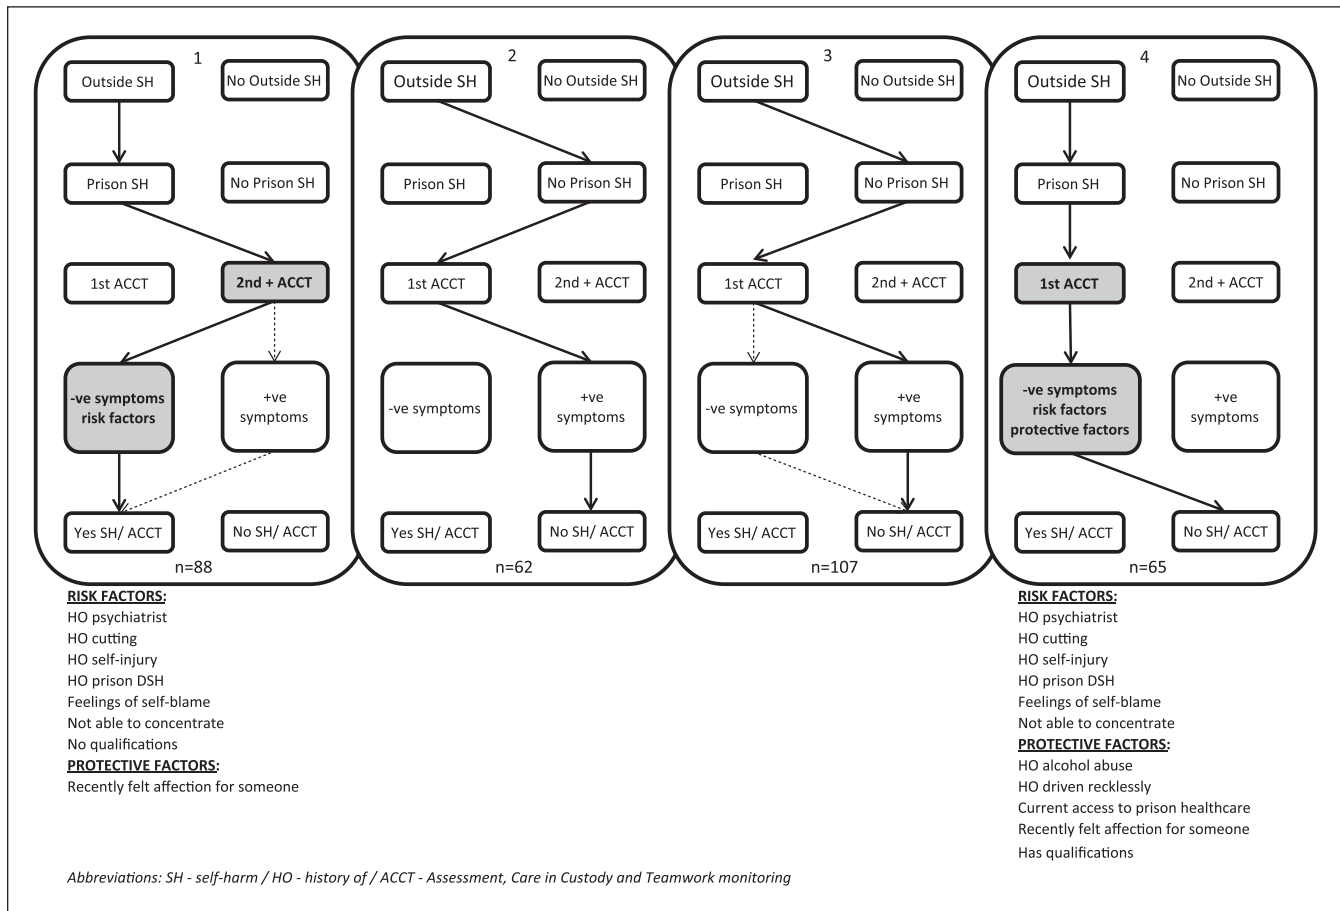 1
Outside SH
No Outside SH
Prison SH
No Prison SH
1st ACCT
2nd + ACCT
-ve symptoms
risk factors
+ve
symptoms
Yes SH/ ACCT
No SH/ ACCT
n=88
2
Outside SH
No Outside SH
Prison SH
No Prison SH
1st ACCT
2nd + ACCT
-ve symptoms
+ve
symptoms
Yes SH/ ACCT
No SH/ ACCT
n=62
3
Outside SH
No Outside SH
Prison SH
No Prison SH
1st ACCT
2nd + ACCT
-ve symptoms
+ve
symptoms
Yes SH/ ACCT
No SH/ ACCT
n=107
4
Outside SH
No Outside SH
Prison SH
No Prison SH
1st ACCT
2nd + ACCT
-ve symptoms
risk factors
protective factors
+ve
symptoms
Yes SH/ ACCT
No SH/ ACCT
n=65
RISK FACTORS:
HO psychiatrist
HO cutting
HO self-injury
HO prison DSH
Feelings of self-blame
Not able to concentrate
No qualifications
PROTECTIVE FACTORS:
Recently felt affection for someone
RISK FACTORS:
HO psychiatrist
HO cutting
HO self-injury
HO prison DSH
Feelings of self-blame
Not able to concentrate
PROTECTIVE FACTORS:
HO alcohol abuse
HO driven recklessly
Current access to prison healthcare
Recently felt affection for someone
Has qualifications
Abbreviations: SH - self-harm / HO - history of / ACCT - Assessment, Care in Custody and Teamwork monitoring